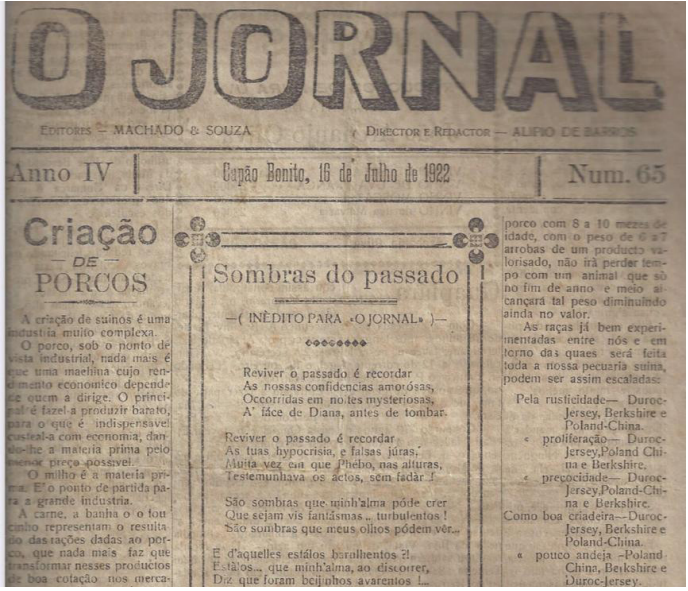 O JORNAL
EDITORES — MACHADO & SOUZA
DIRECTOR E REDACTOR — ALIPIO DE BARROS
Anno IV
Capão Bonito, 16 de Julho de 1922
Num. 65
Criação
— DE —
PORCOS
A criação de suinos é uma
industria muito complexa.
O porco, sob o ponto de
vista industrial, nada mais é
que uma machina cujo ren-
dimento economico depende
de quem a dirige. O princi-
pal é fazel-a produzir barato,
para o que é indispensavel
custeal-a com economia, dan-
do-lhe a materia prima pelo
menor preço possivel.
O milho é a materia pri-
ma. E' o ponto de partida pa-
ra a grande industria.
A carne, a banha o o tou
cinho representam o resulta
do das rações dadas ao por-
co, que nada mais faz que
transformar nesses productos
de boa cotação nos merca-
Sombras do passado
—( INÈDITO PARA «O JORNAL» )—
Reviver o passado é recordar
As nossas confidencias amorosas,
Occorridas em noites mysteriosas,
A' face de Diana, antes de tombar.
Reviver o passado é recordar
As tuas hypocrisia, e falsas júras,
Muita vez em que Phebo, nas alturas,
Testemunhava os actos, sem fadar !
São sombras que minh'alma póde crer
Que sejam vis fantásmas .. turbulentos !
São sombras que meus olhos pódem vêr...
E d'aquelles estálos baralhentos ?!
Estálos... que minha,alma, ao discorrer,
Diz que foram beijinhos avarentos !...
porco com 8 a 10 mezes de
idade, com o peso de 6 a 7
arrobas de um producto va-
lorisado, não irá perder tem-
po com um animal que sò
no fim de anno e meio al-
cançará tal peso diminuindo
ainda no valor.
As raças já bem experi-
mentadas entre nós e em
torno das quaes será feita
toda a nossa pecuaria suina,
podem ser assim escaladas:
Pela rusticidade— Duroc-
Jersey, Berkshire e
Poland-China.
« proliferação— Duroc-
Jersey,Poland Chi-
na e Berkshire.
« preçocidade— Duroc-
Jersey,Poland-Chi-
na e Berkshire.
Como boa criadeira—Duroc-
Jersey, Berkshire e
Poland-China.
« pouco andeja –Poland
China, Berkshire e
Duroc-Jersey.